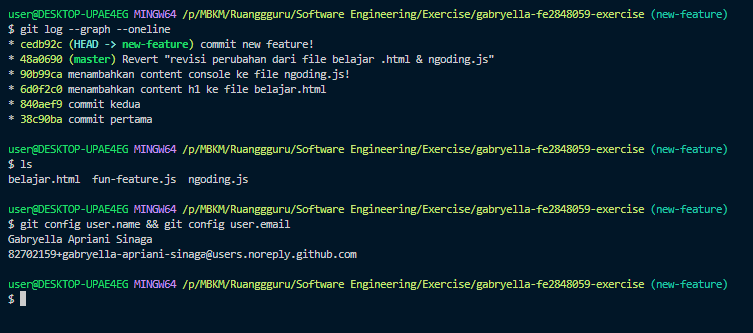 user@DESKTOP-UPAE4EG MINGW64 /p/MBKM/Ruanggguru/Software Engineering/Exercise/gabryella-fe2848059-exercise (new-feature)
$ git log --graph --oneline
* cedb92c (HEAD -> new-feature) commit new feature!
* 48a0690 (master) Revert "revisi perubahan dari file belajar .html & ngoding.js"
* 90b99ca menambahkan content console ke file ngoding.js!
* 6d0f2c0 menambahkan content h1 ke file belajar.html
* 840aef9 commit kedua
* 38c90ba commit pertama
user@DESKTOP-UPAE4EG MINGW64 /p/MBKM/Ruanggguru/Software Engineering/Exercise/gabryella-fe2848059-exercise (new-feature)
$ ls
belajar.html  fun-feature.js  ngoding.js
user@DESKTOP-UPAE4EG MINGW64 /p/MBKM/Ruanggguru/Software Engineering/Exercise/gabryella-fe2848059-exercise (new-feature)
$ git config user.name && git config user.email
Gabryella Apriani Sinaga
82702159+gabryella-apriani-sinaga@users.noreply.github.com
user@DESKTOP-UPAE4EG MINGW64 /p/MBKM/Ruanggguru/Software Engineering/Exercise/gabryella-fe2848059-exercise (new-feature)
$